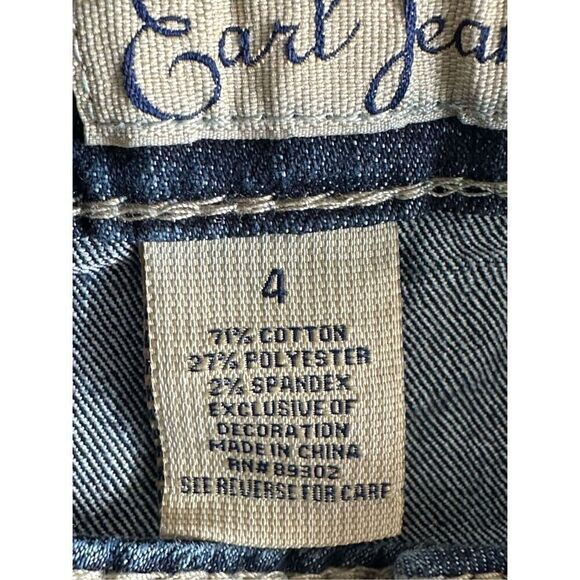 Earl Jean
4
71% COTTON
27% POLYESTER
2% SPANDEX
EXCLUSIVE OF
DECORATION
MADE IN CHINA
RN# 89302
SEE REVERSE FOR CARE